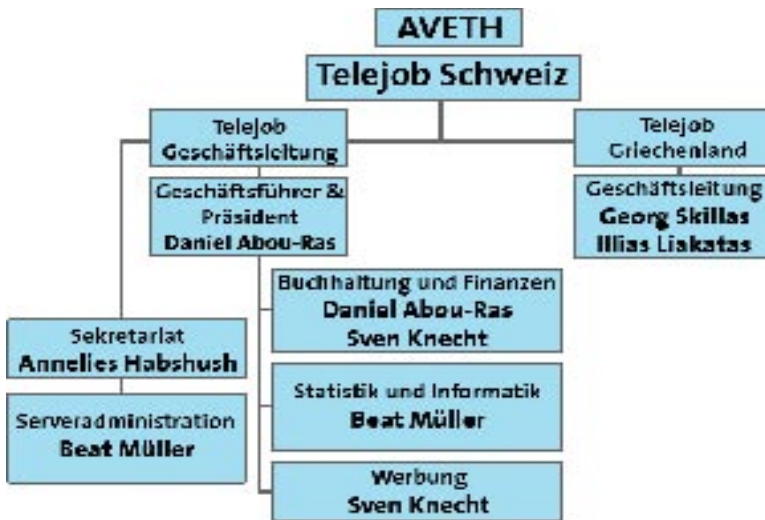 AVETH
Telejob Schweiz
Telejob
Geschäftsleitung
Telejob
Griechenland
Geschäftsführer &
Präsident
Daniel Abou-Ras
Geschäftsleitung
Georg Skillas
Illias Liakatas
Buchhaltung und Finanzen
Daniel Abou-Ras
Sven Knecht
Sekretariat
Annelies Habshush
Statistik und Informatik
Beat Müller
Serveradministration
Beat Müller
Werbung
Sven Knecht